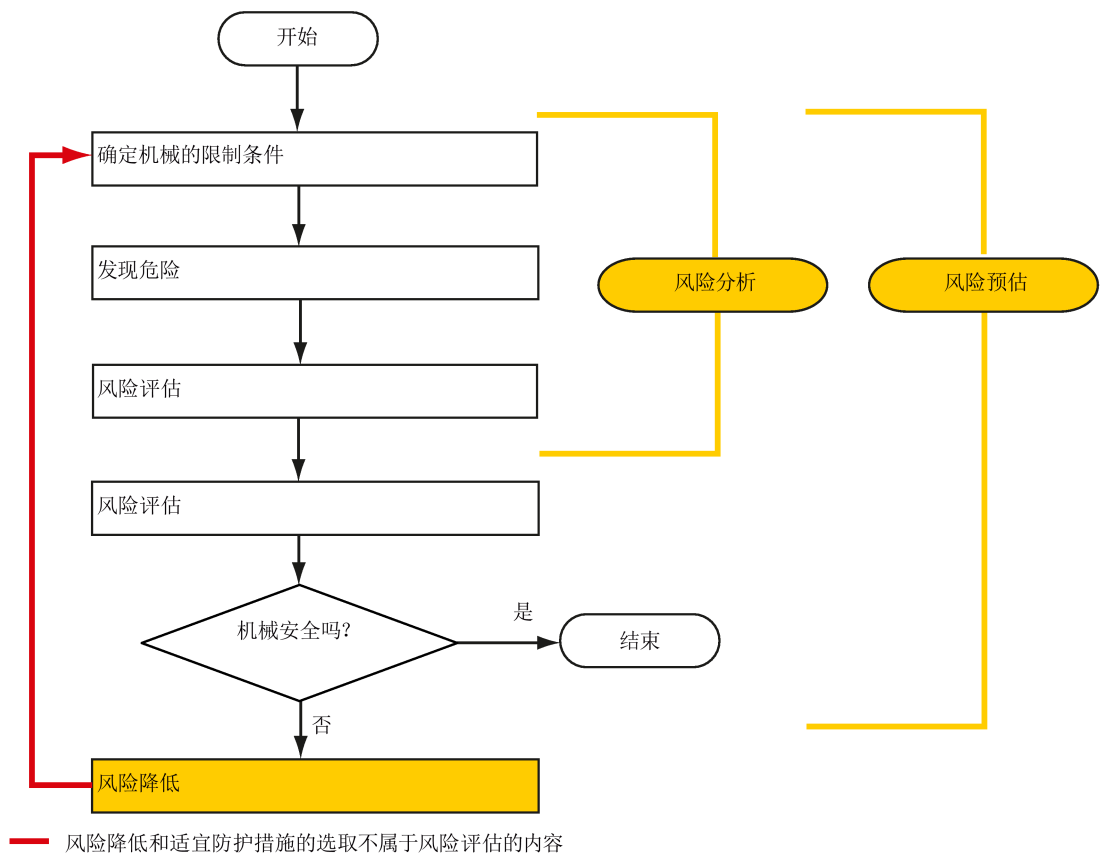 开始
确定机械的限制条件
发现危险
风险分析
风险预估
风险评估
风险评估
机械安全吗?
是
结束
否
风险降低
风险降低和适宜防护措施的选取不属于风险评估的内容